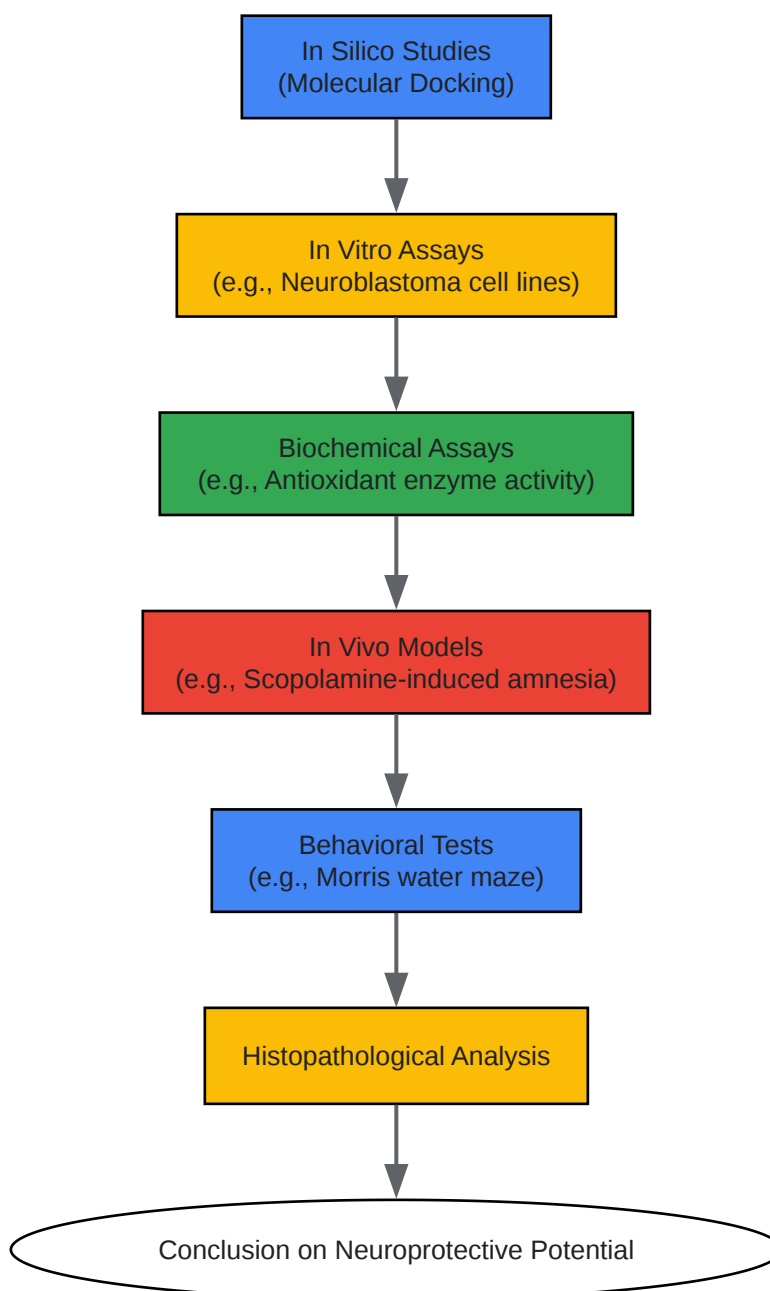 In Silico Studies
(Molecular Docking)
In Vitro Assays
(e.g., Neuroblastoma cell lines)
Biochemical Assays
(e.g., Antioxidant enzyme activity)
In Vivo Models
(e.g., Scopolamine-induced amnesia)
Behavioral Tests
(e.g., Morris water maze)
Histopathological Analysis
Conclusion on Neuroprotective Potential